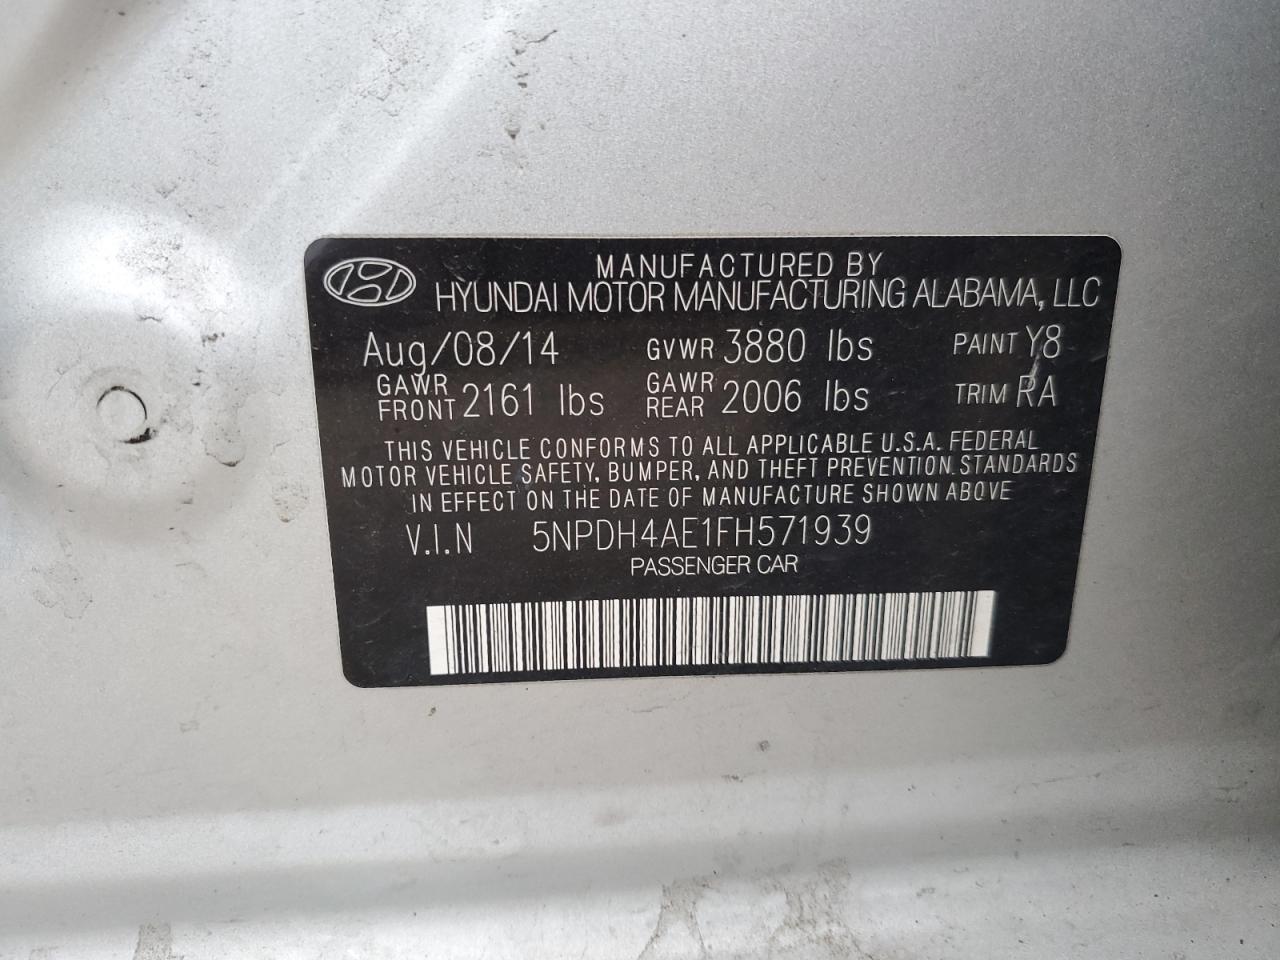 MANUFACTURED BY
HYUNDAI MOTOR MANUFACTURING ALABAMA, LLC
Aug/08/14 GVWR 3880 lbs PAINT Y8
GAWR FRONT 2161 lbs GAWR REAR 2006 lbs TRIM RA
THIS VEHICLE CONFORMS TO ALL APPLICABLE U.S.A. FEDERAL
MOTOR VEHICLE SAFETY, BUMPER, AND THEFT PREVENTION STANDARDS
IN EFFECT ON THE DATE OF MANUFACTURE SHOWN ABOVE
V.I.N 5NPDH4AE1FH571939
PASSENGER CAR